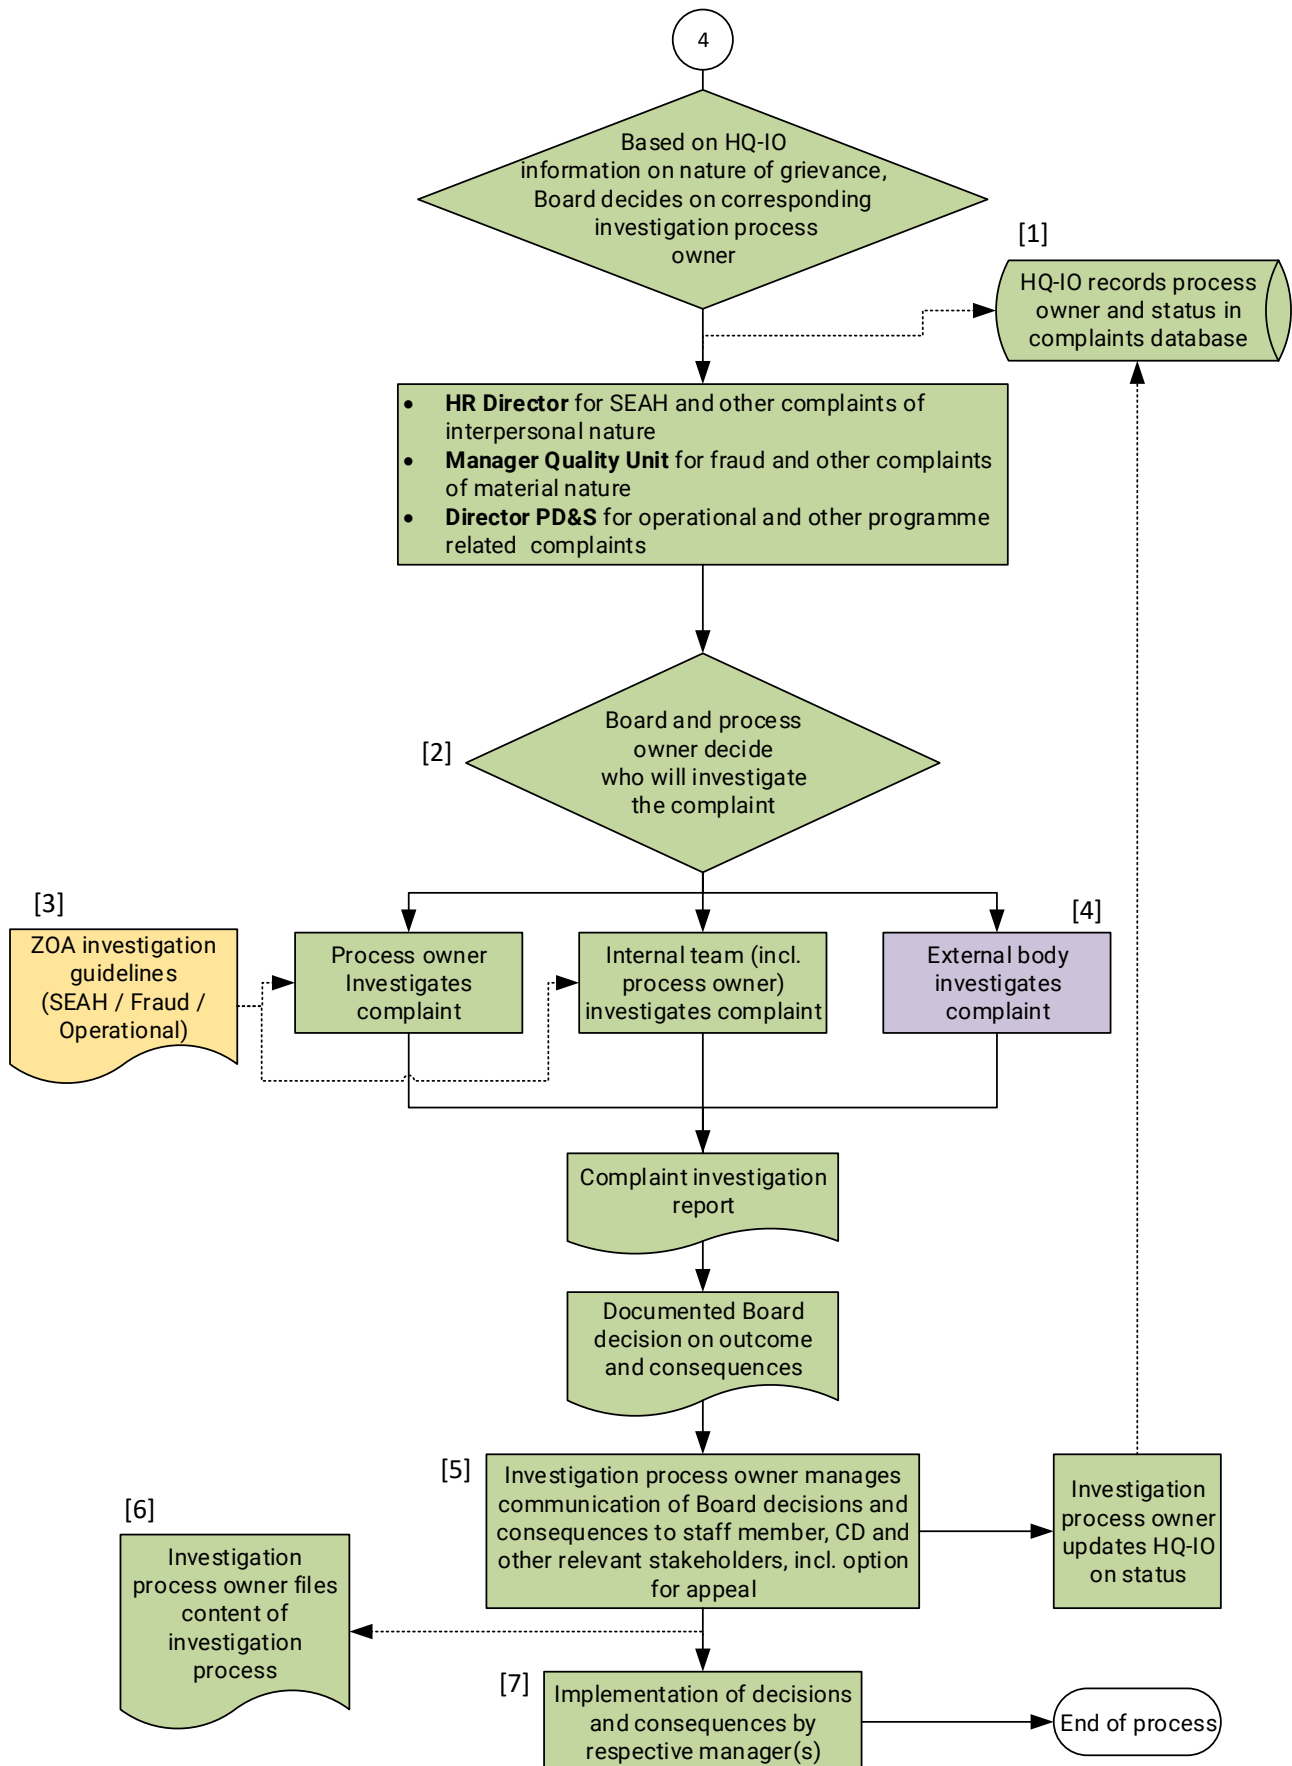 4
Based on HQ-IO
information on nature of grievance,
Board decides on corresponding
investigation process
owner
[1]
HQ-IO records process
owner and status in
complaints database
• HR Director for SEAH and other complaints of
interpersonal nature
• Manager Quality Unit for fraud and other complaints
of material nature
• Director PD&S for operational and other programme
related complaints
[2]
Board and process
owner decide
who will investigate
the complaint
[3]
ZOA investigation
guidelines
(SEAH / Fraud /
Operational)
Process owner
Investigates
complaint
Internal team (incl.
process owner)
investigates complaint
[4]
External body
investigates
complaint
Complaint investigation
report
Documented Board
decision on outcome
and consequences
[5]
Investigation process owner manages
communication of Board decisions and
consequences to staff member, CD and
other relevant stakeholders, incl. option
for appeal
Investigation
process owner
updates HQ-IO
on status
[6]
Investigation
process owner files
content of
investigation
process
[7]
Implementation of decisions
and consequences by
respective manager(s)
End of process